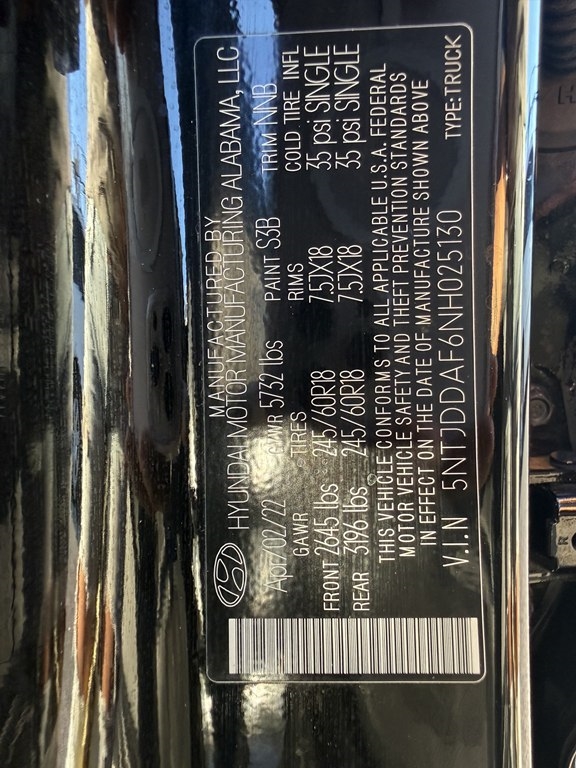 MANUFACTURED BY
HYUNDAI MOTOR MANUFACTURING ALABAMA, LLC
Apr/02/22 GAWR 5732 lbs PAINT S3B TRIM NNB
GAWR TIRES RIMS COLD TIRE INFL
FRONT 2645 lbs 245/60R18 7.5JX18 35 psi SINGLE
REAR 3196 lbs 245/60R18 7.5JX18 35 psi SINGLE
THIS VEHICLE CONFORMS TO ALL APPLICABLE U.S.A. FEDERAL
MOTOR VEHICLE SAFETY AND THEFT PREVENTION STANDARDS
IN EFFECT ON THE DATE OF MANUFACTURE SHOWN ABOVE
V.I.N 5NTJDDAF6NH025130 TYPE:TRUCK